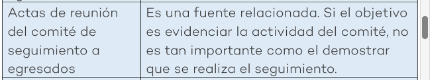 Actas de reunión Es una fuente relacionada. Si el objetivo
del comité de es evidenciar la actividad del comité, no
seguimiento a es tan importante como el demostrar
egresados que se realiza el seguimiento.